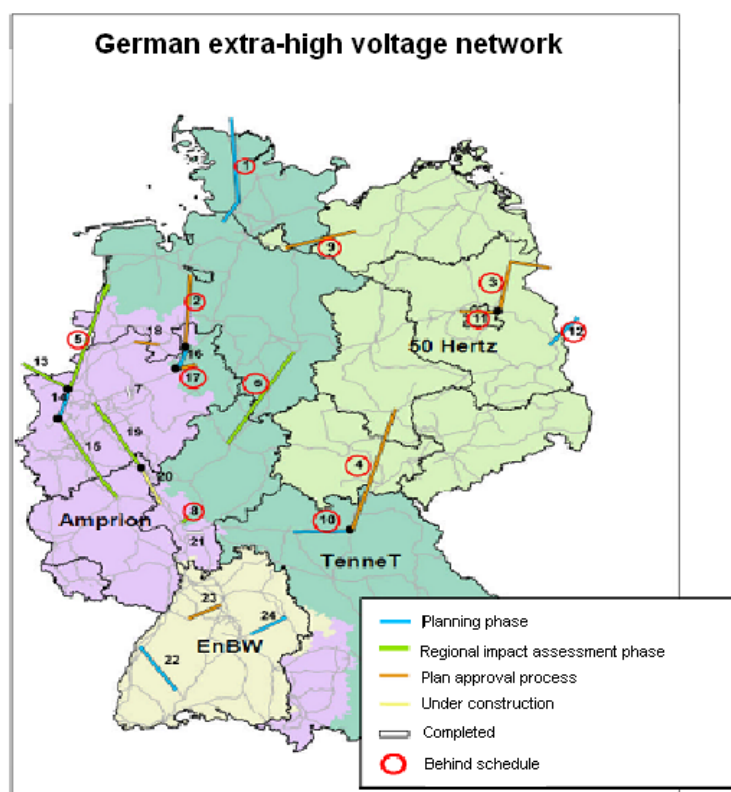 German extra-high voltage network
1
9
2
3
5
18
11
12
16
13
17
50 Hertz
7
6
14
19
15
4
20
8
10
Amprion
21
TenneT
23
24
EnBW
22
Planning phase
Regional impact assessment phase
Plan approval process
Under construction
Completed
Behind schedule